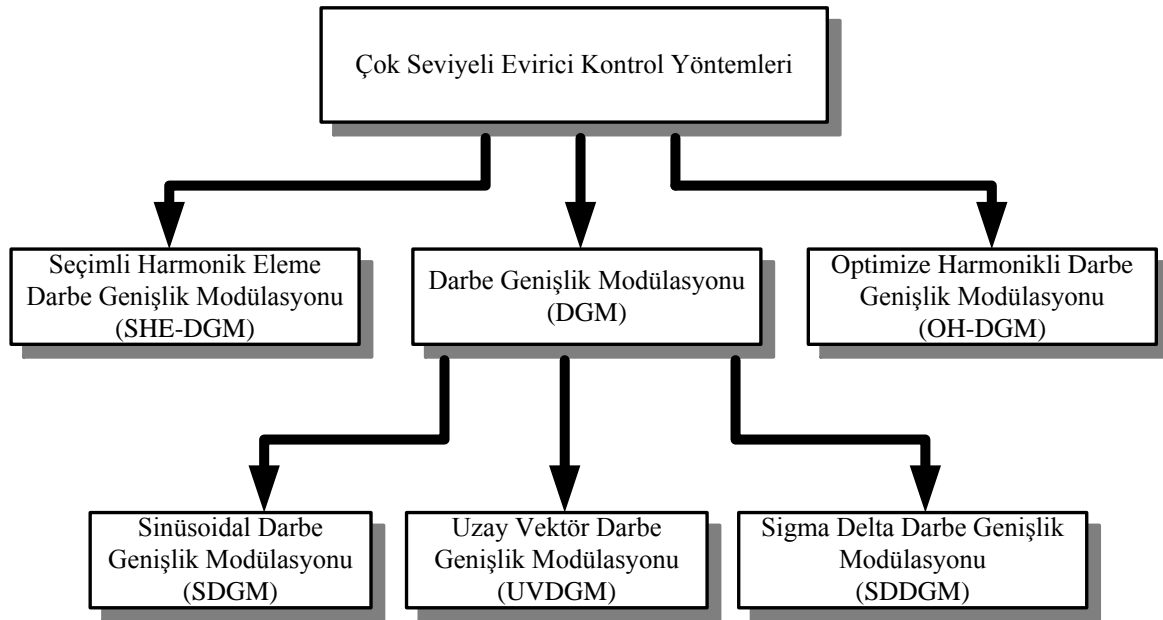 Çok Seviyeli Evirici Kontrol Yöntemleri
Seçimli Harmonik Eleme
Darbe Genişlik Modülasyonu
(SHE-DGM)
Darbe Genişlik Modülasyonu
(DGM)
Optimize Harmonikli Darbe
Genişlik Modülasyonu
(OH-DGM)
Sinüsoidal Darbe
Genişlik Modülasyonu
(SDGM)
Uzay Vektör Darbe
Genişlik Modülasyonu
(UVDGM)
Sigma Delta Darbe Genişlik
Modülasyonu
(SDDGM)